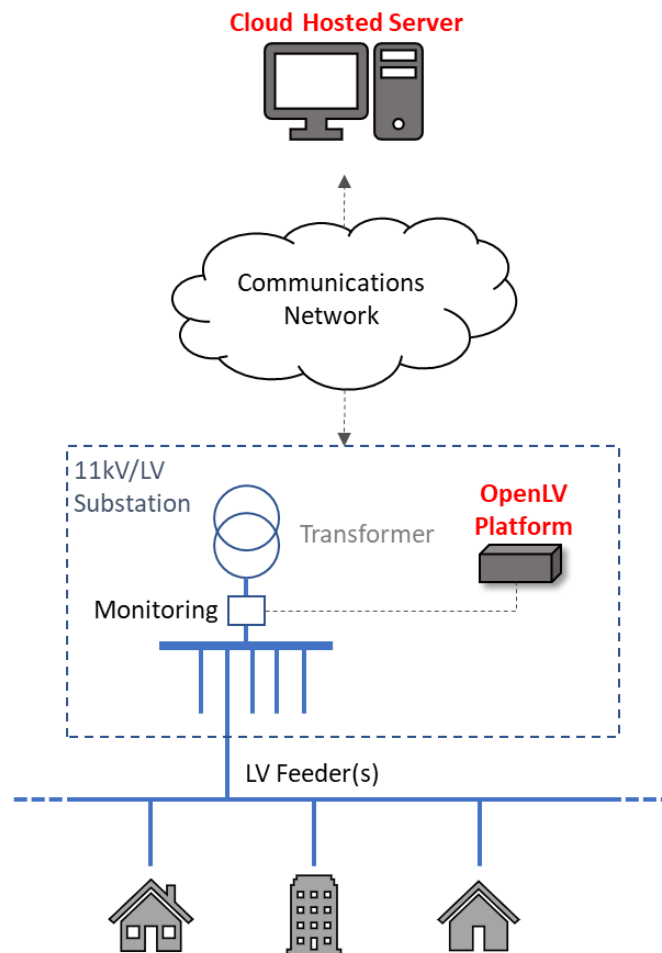 Cloud Hosted Server
Communications
Network
11kV/LV
Substation
OpenLV
Platform
Transformer
Monitoring
LV Feeder(s)